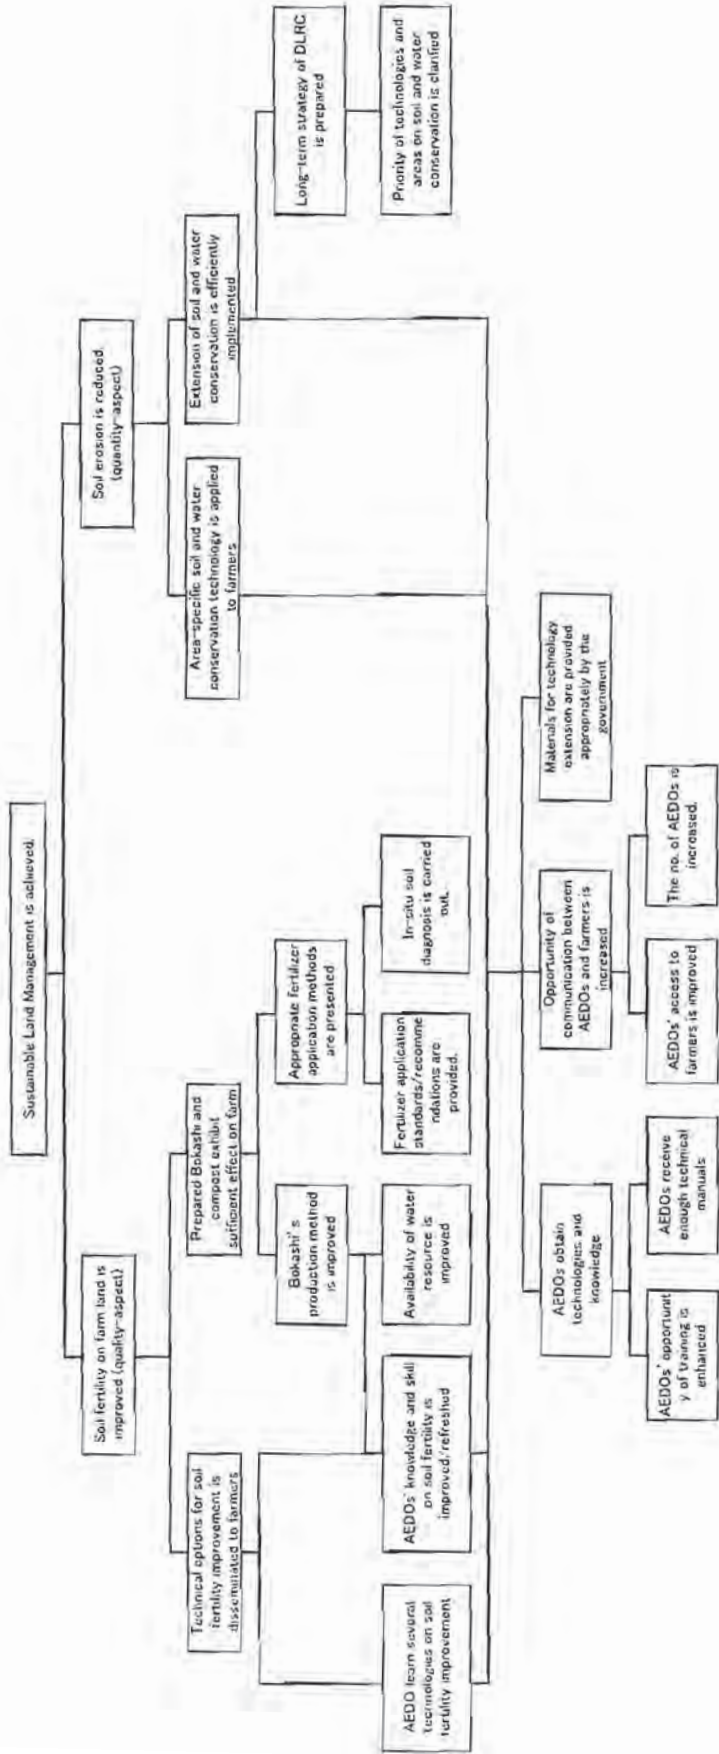 Sustainable Land Management is achieved.
Soil fertility on farm land is
improved (quality-aspect)
Soil erosion is reduced.
(quantity-aspect)
Technical options for soil
fertility improvement is
disseminated to farmers
Prepared Bokashi and
compost exhibit
sufficient effect on farm
Area-specific soil and water
conservation technology is applied
to farmers
Extension of soil and water
conservation is efficiently
implemented
Bokashi's
production method
is improved
Appropriate fertilizer
application methods
are presented
Long-term strategy of DLRC
is prepared
AEDO learn several
technologies on soil
fertility improvement
AEDOs' knowledge and skill
on soil fertility is
improved/refreshed
Availability of water
resource is
improved
Fertilizer application
standards/recomme
ndations are
provided.
In-situ soil
diagnosis is carried
out.
Priority of technologies and
areas on soil and water
conservation is clarified
AEDOs obtain
technologies and
knowledge
Opportunity of
communication between
AEDOs and farmers is
increased
Materials for technology
extension are provided
appropriately by the
government
AEDOs' opportunit
y of training is
enhanced
AEDOs receive
enough technical
manuals
AEDOs' access to
farmers is improved
The no. of AEDOs is
increased.